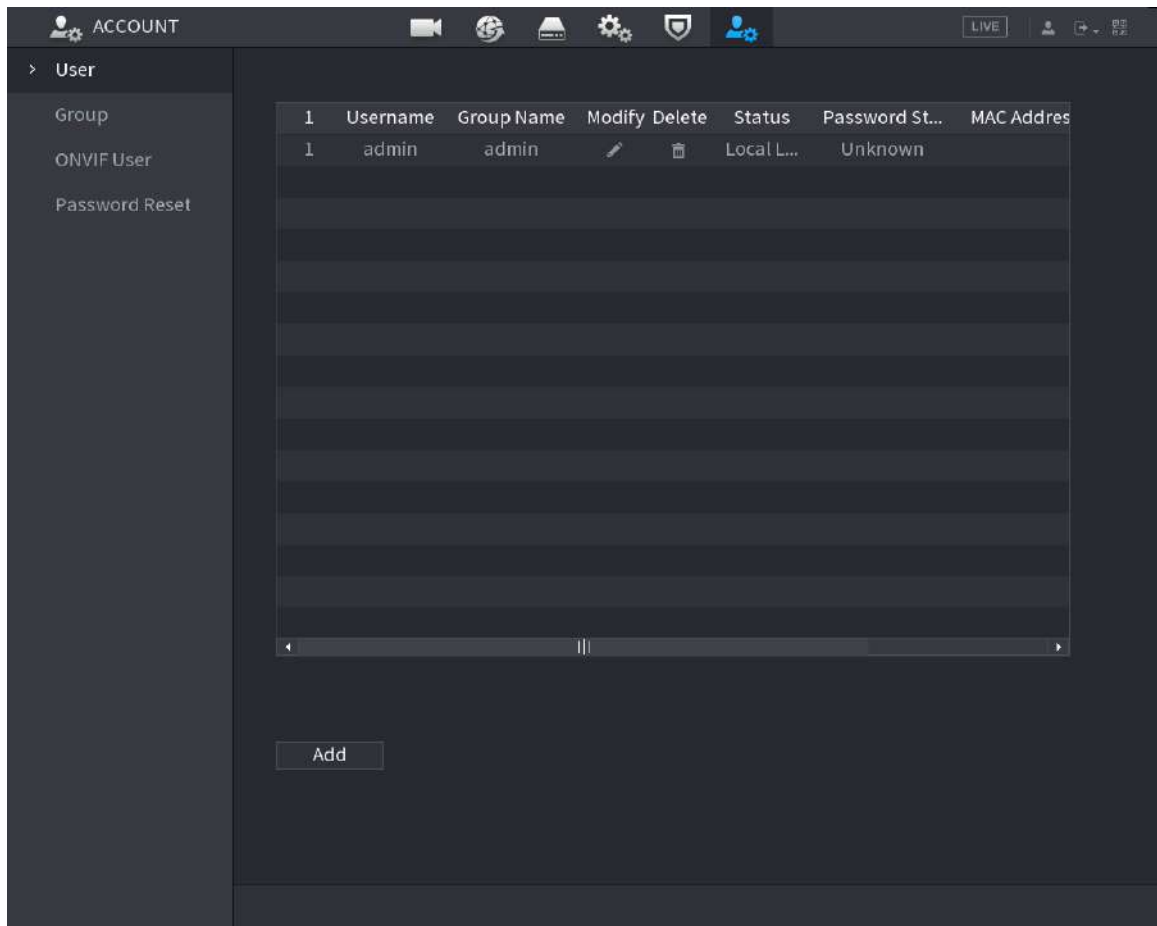 ACCOUNT
LIVE
User
Group
ONVIF User
Password Reset
1 Username Group Name Modify Delete Status Password St... MAC Addres
1 admin admin Local L... Unknown
Add